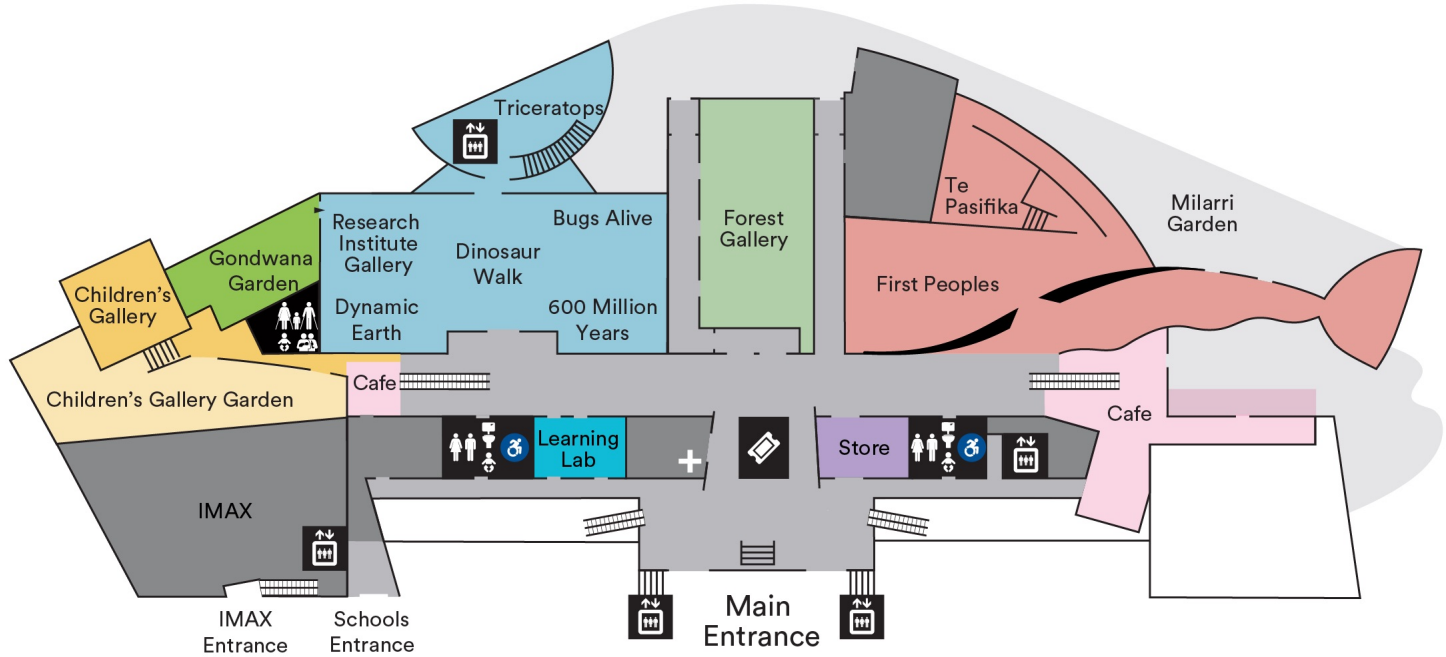 Triceratops
Te
Pasifika
Milarri
Garden
Research
Institute
Gallery
Bugs Alive
Dinosaur
Walk
Forest
Gallery
Gondwana
Garden
First Peoples
Children's
Gallery
Dynamic
Earth
600 Million
Years
Children's Gallery Garden
Cafe
Cafe
Learning
Lab
Store
IMAX
IMAX
Entrance
Schools
Entrance
Main
Entrance